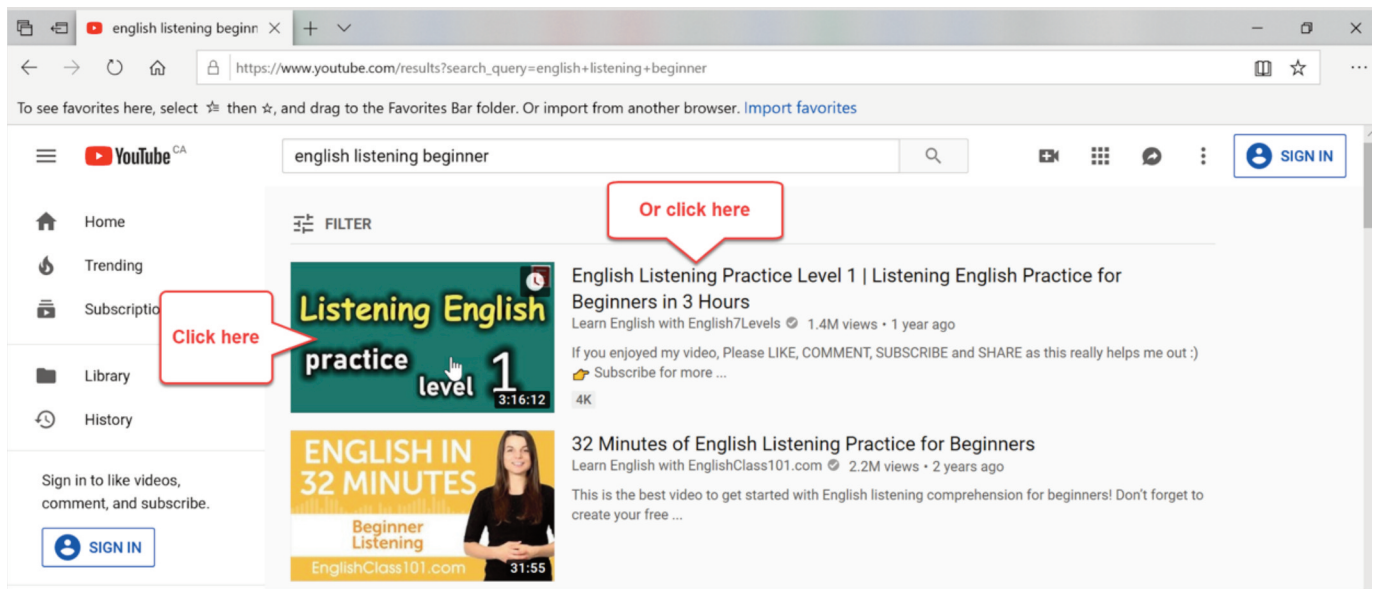 english listening beginn
https://www.youtube.com/results?search_query=english+listening+beginner
To see favorites here, select then ☆, and drag to the Favorites Bar folder. Or import from another browser. Import favorites
YouTube CA
english listening beginner
SIGN IN
Home
FILTER
Or click here
Trending
Subscriptio
Click here
Library
History
Sign in to like videos,
comment, and subscribe.
SIGN IN
Listening English
practice
level 1
3:16:12
English Listening Practice Level 1 | Listening English Practice for
Beginners in 3 Hours
Learn English with English7Levels 1.4M views • 1 year ago
If you enjoyed my video, Please LIKE, COMMENT, SUBSCRIBE and SHARE as this really helps me out :)
👉 Subscribe for more ...
4K
ENGLISH IN
32 MINUTES
Beginner
Listening
EnglishClass101.com
31:55
32 Minutes of English Listening Practice for Beginners
Learn English with EnglishClass101.com 2.2M views • 2 years ago
This is the best video to get started with English listening comprehension for beginners! Don't forget to
create your free ...